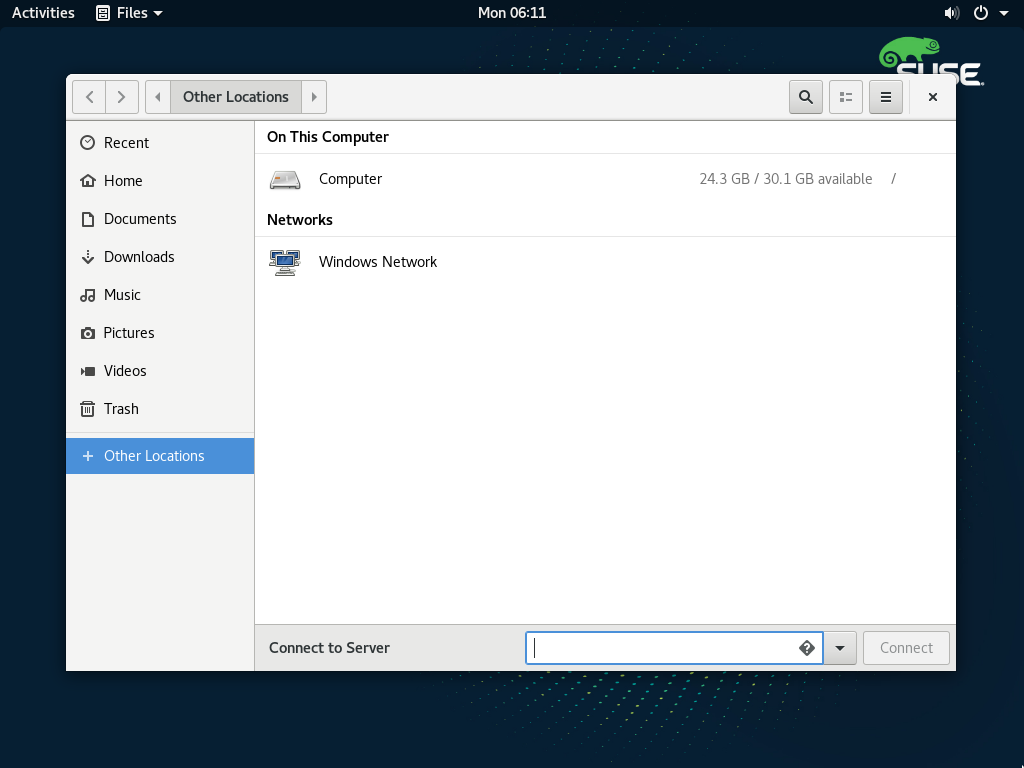 Activities Files Mon 06:11
SUSE
Other Locations
Recent
Home
Documents
Downloads
Music
Pictures
Videos
Trash
Other Locations
On This Computer
Computer 24.3 GB / 30.1 GB available /
Networks
Windows Network
Connect to Server Connect